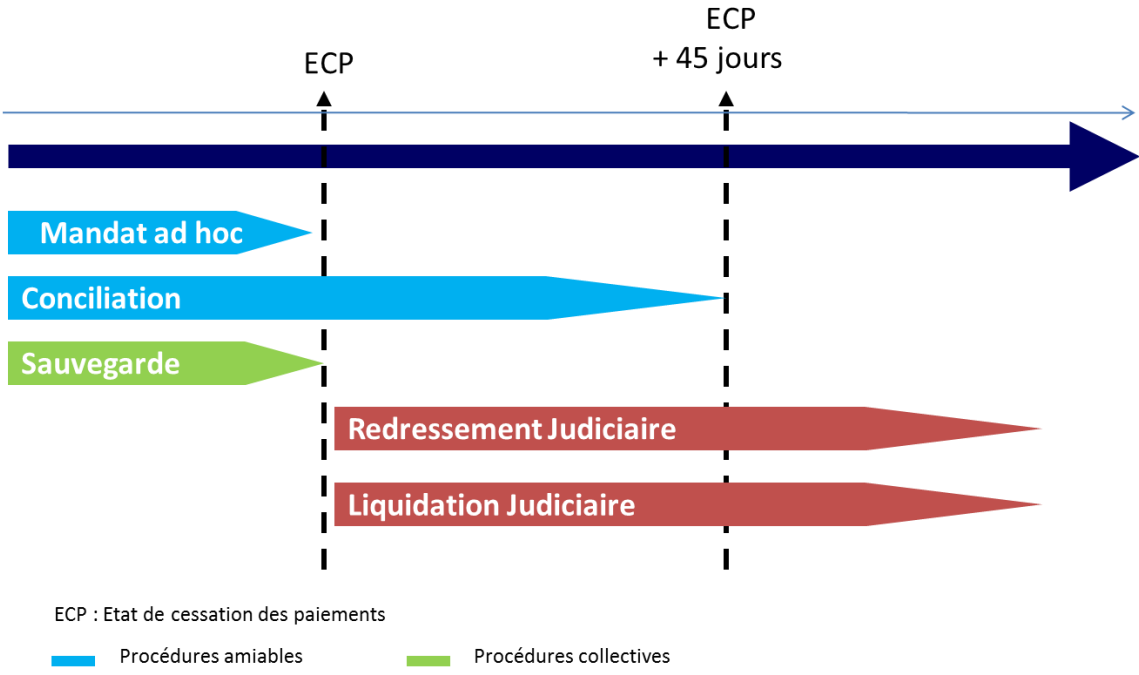 ECP
ECP
+ 45 jours
Mandat ad hoc
Conciliation
Sauvegarde
Redressement Judiciaire
Liquidation Judiciaire
ECP : Etat de cessation des paiements
Procédures amiables
Procédures collectives